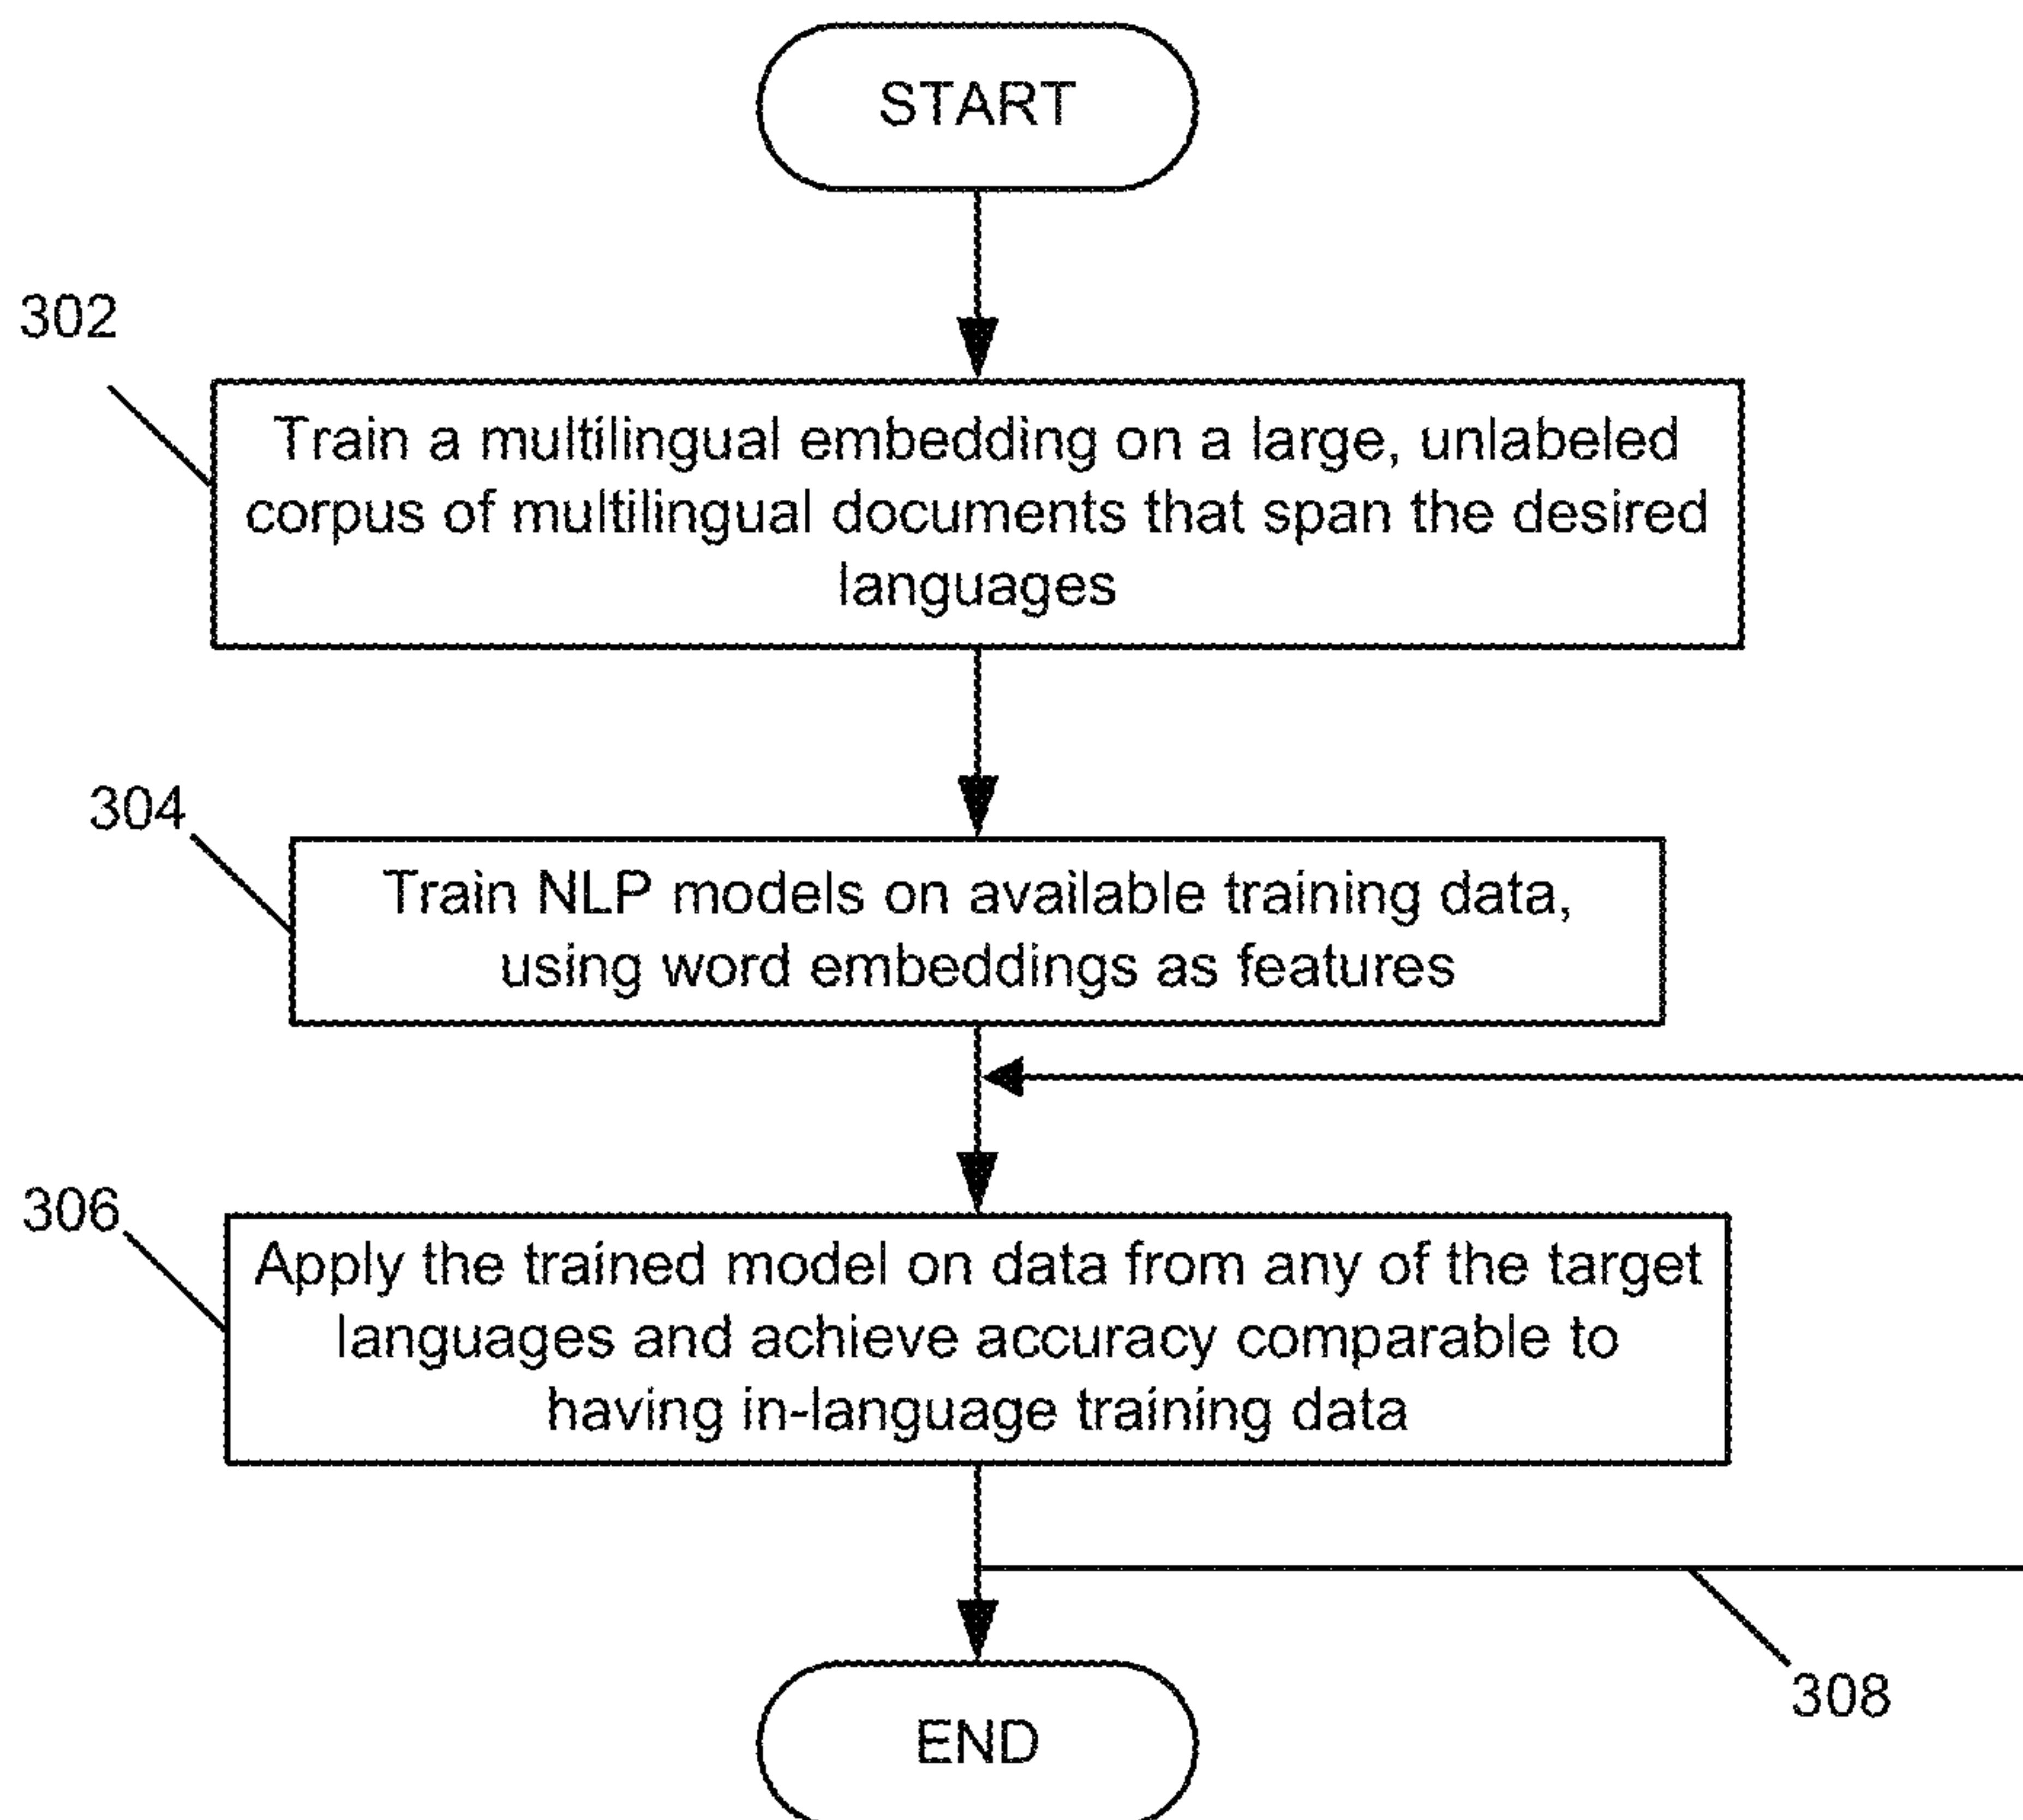 START
302
Train a multilingual embedding on a large, unlabeled
corpus of multilingual documents that span the desired
languages
304
Train NLP models on available training data,
using word embeddings as features
306
Apply the trained model on data from any of the target
languages and achieve accuracy comparable to
having in-language training data
308
END